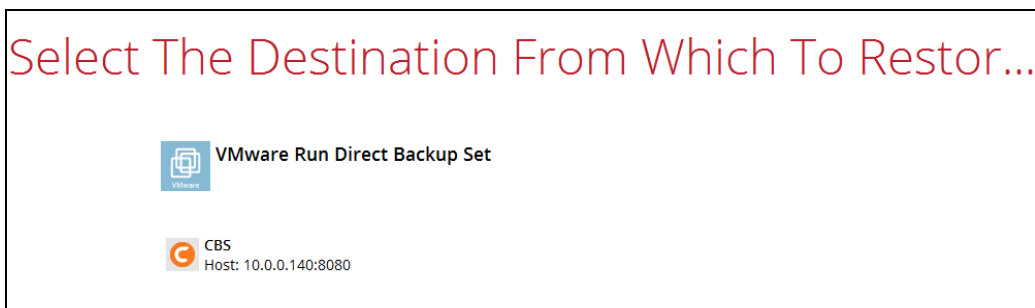 Select The Destination From Which To Restor...
VMware Run Direct Backup Set
VMware
CBS
Host: 10.0.0.140:8080